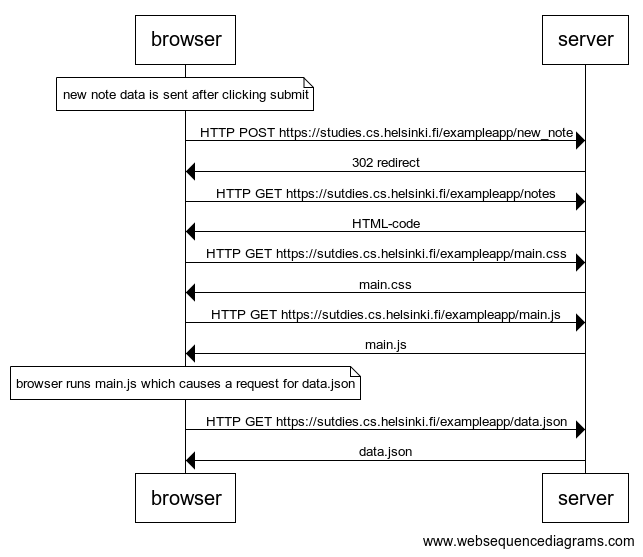 browser server
new note data is sent after clicking submit
HTTP POST https://studies.cs.helsinki.fi/exampleapp/new_note
302 redirect
HTTP GET https://sutdies.cs.helsinki.fi/exampleapp/notes
HTML-code
HTTP GET https://sutdies.cs.helsinki.fi/exampleapp/main.css
main.css
HTTP GET https://sutdies.cs.helsinki.fi/exampleapp/main.js
main.js
browser runs main.js which causes a request for data.json
HTTP GET https://sutdies.cs.helsinki.fi/exampleapp/data.json
data.json
browser server
www.websequencediagrams.com